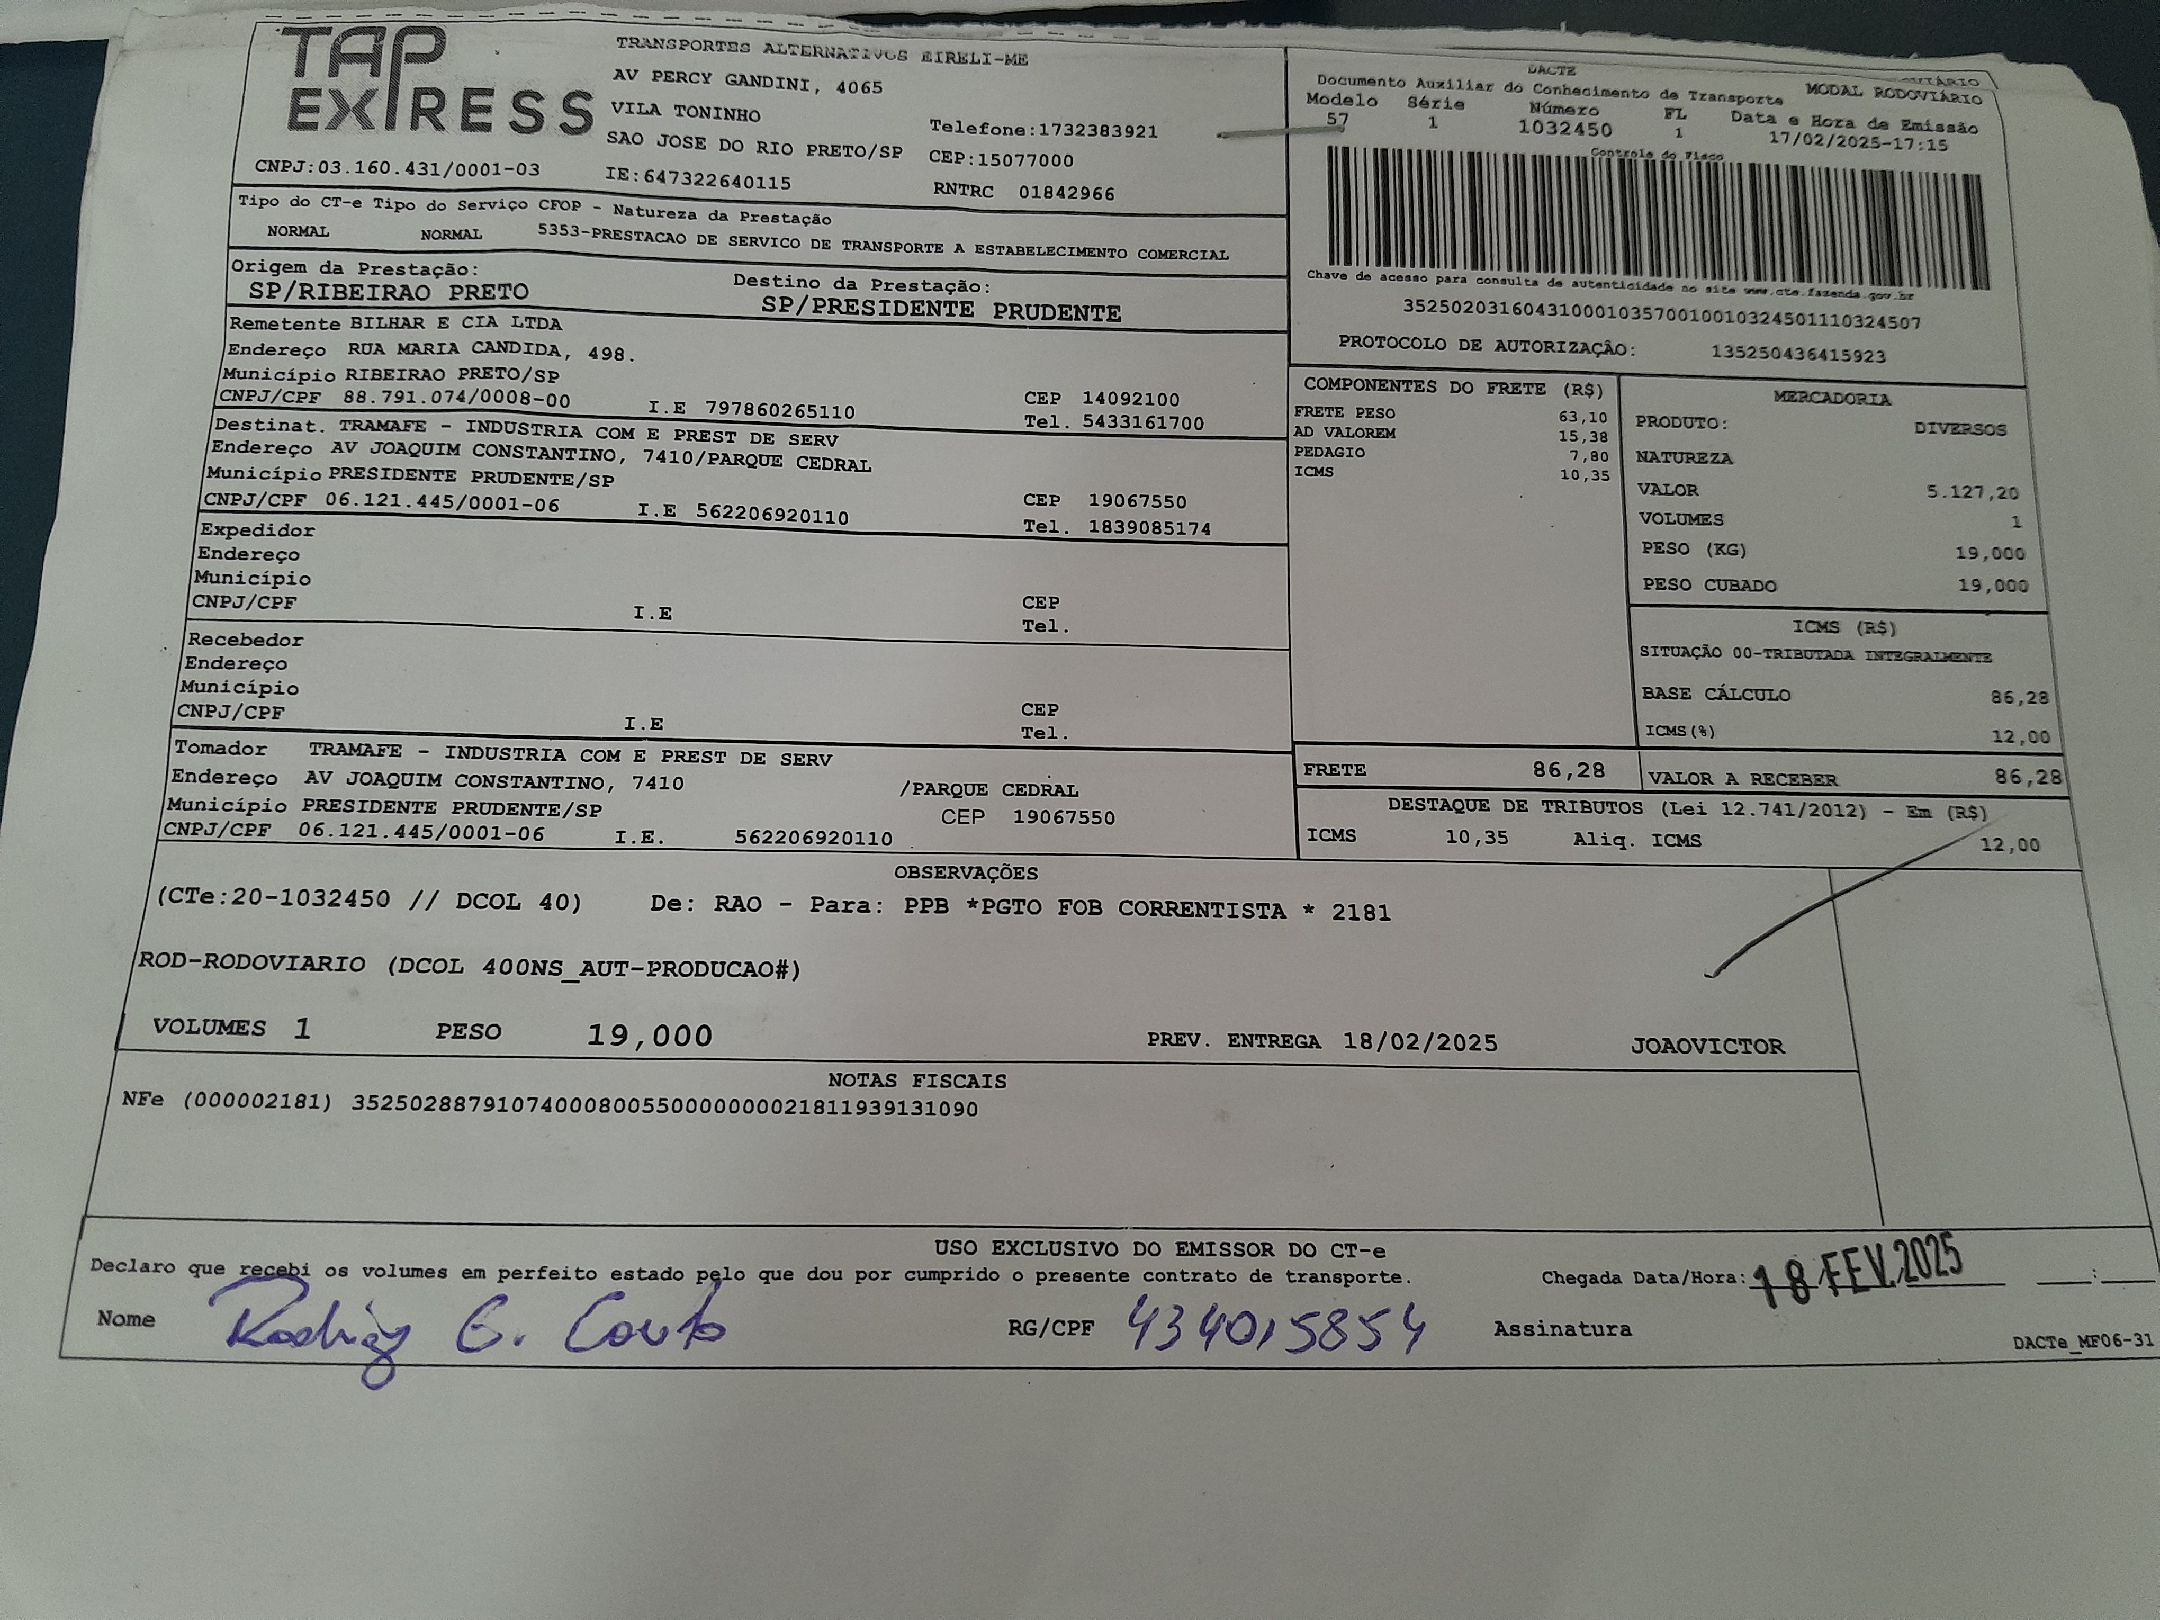 TAP
EXPRESS
TRANSPORTES ALTERNATIVOS EIRELI-ME
AV PERCY GANDINI, 4065
VILA TONINHO
Telefone:1732383921
SAO JOSE DO RIO PRETO/SP CEP:15077000
CNPJ:03.160.431/0001-03 IE:647322640115 RNTRC 01842966
DACTE
Documento Auxiliar do Conhecimento de Transporte MODAL RODOVIÁRIO
Modelo Série Número FL Data e Hora de Emissão
57 1 1032450 1 17/02/2025-17:15
Controle do Fisco
Chave de acesso para consulta de autenticidade no site www.cte.fazenda.gov.br
35250203160431000103570010010324501110324507
PROTOCOLO DE AUTORIZAÇÃO: 135250436415923
Tipo do CT-e Tipo do Serviço CFOP - Natureza da Prestação
NORMAL NORMAL 5353-PRESTACAO DE SERVICO DE TRANSPORTE A ESTABELECIMENTO COMERCIAL
Origem da Prestação: Destino da Prestação:
SP/RIBEIRAO PRETO SP/PRESIDENTE PRUDENTE
Remetente BILHAR E CIA LTDA
Endereço RUA MARIA CANDIDA, 498.
Município RIBEIRAO PRETO/SP CEP 14092100
CNPJ/CPF 88.791.074/0008-00 I.E 797860265110 Tel. 5433161700
Destinat. TRAMAFE - INDUSTRIA COM E PREST DE SERV
Endereço AV JOAQUIM CONSTANTINO, 7410/PARQUE CEDRAL
Município PRESIDENTE PRUDENTE/SP CEP 19067550
CNPJ/CPF 06.121.445/0001-06 I.E 562206920110 Tel. 1839085174
Expedidor
Endereço
Município CEP
CNPJ/CPF I.E Tel.
Recebedor
Endereço
Município CEP
CNPJ/CPF I.E Tel.
Tomador TRAMAFE - INDUSTRIA COM E PREST DE SERV
Endereço AV JOAQUIM CONSTANTINO, 7410 /PARQUE CEDRAL
Município PRESIDENTE PRUDENTE/SP CEP 19067550
CNPJ/CPF 06.121.445/0001-06 I.E. 562206920110
COMPONENTES DO FRETE (R$)
FRETE PESO 63,10
AD VALOREM 15,38
PEDAGIO 7,80
ICMS 10,35
MERCADORIA
PRODUTO: DIVERSOS
NATUREZA
VALOR 5.127,20
VOLUMES 1
PESO (KG) 19,000
PESO CUBADO 19,000
ICMS (R$)
SITUAÇÃO 00-TRIBUTADA INTEGRALMENTE
BASE CÁLCULO 86,28
ICMS(%) 12,00
FRETE 86,28 VALOR A RECEBER 86,28
DESTAQUE DE TRIBUTOS (Lei 12.741/2012) - Em (R$)
ICMS 10,35 Aliq. ICMS 12,00
OBSERVAÇÕES
(CTe:20-1032450 // DCOL 40) De: RAO - Para: PPB *PGTO FOB CORRENTISTA * 2181
ROD-RODOVIARIO (DCOL 400NS_AUT-PRODUCAO#)
VOLUMES 1 PESO 19,000 PREV. ENTREGA 18/02/2025 JOAOVICTOR
NOTAS FISCAIS
NFe (000002181) 35250288791074000800550000000021811939131090
USO EXCLUSIVO DO EMISSOR DO CT-e
Declaro que recebi os volumes em perfeito estado pelo que dou por cumprido o presente contrato de transporte. Chegada Data/Hora: 18 FEV. 2025 :
Nome Rodrigo G. Couto RG/CPF 434015854 Assinatura
DACTe_MF06-31